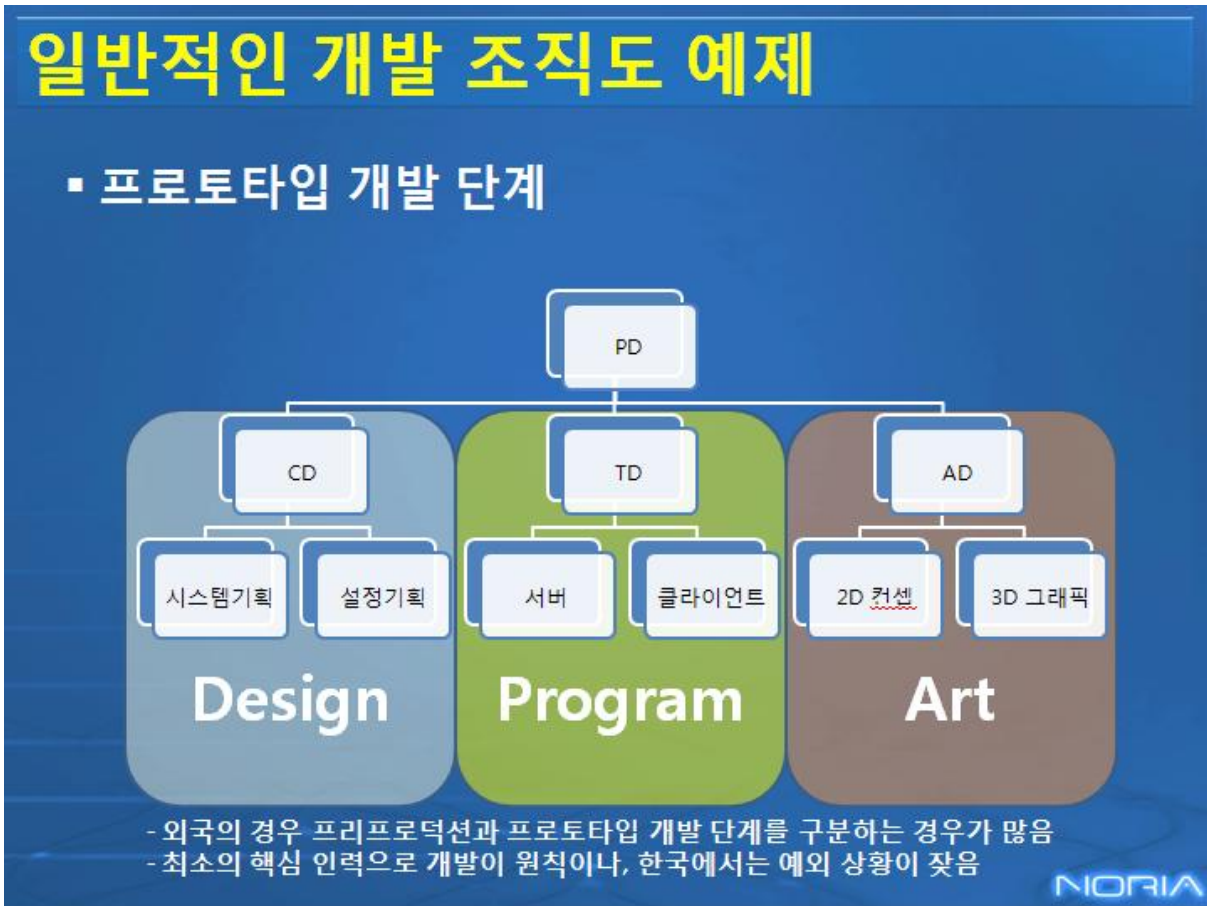 일반적인 개발 조직도 예제
▪ 프로토타입 개발 단계
PD
CD
TD
AD
시스템기획
설정기획
서버
클라이언트
2D 컨셉
3D 그래픽
Design
Program
Art
- 외국의 경우 프리프로덕션과 프로토타입 개발 단계를 구분하는 경우가 많음
- 최소의 핵심 인력으로 개발이 원칙이나, 한국에서는 예외 상황이 잦음
NORIA